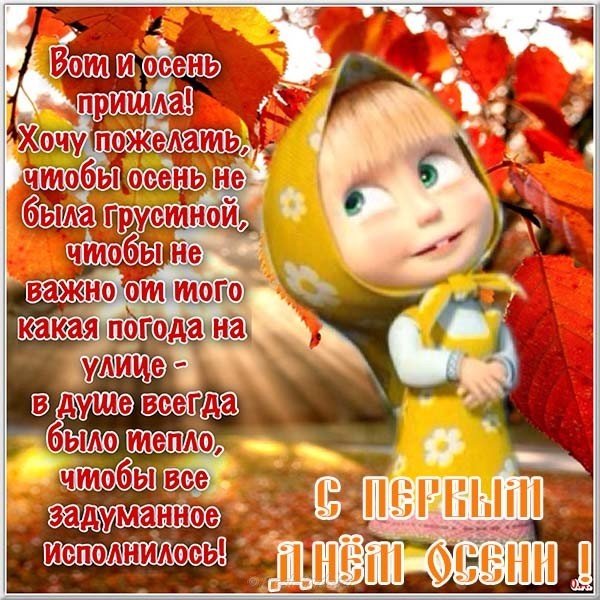 Вот и осень
пришла!
Хочу пожелать,
чтобы осень не
была грустной,
чтобы не
важно от того
какая погода на
улице -
в душе всегда
было тепло,
чтобы все
задуманное
исполнилось!
С ПЕРВЫМ
ДНЁМ ОСЕНИ !